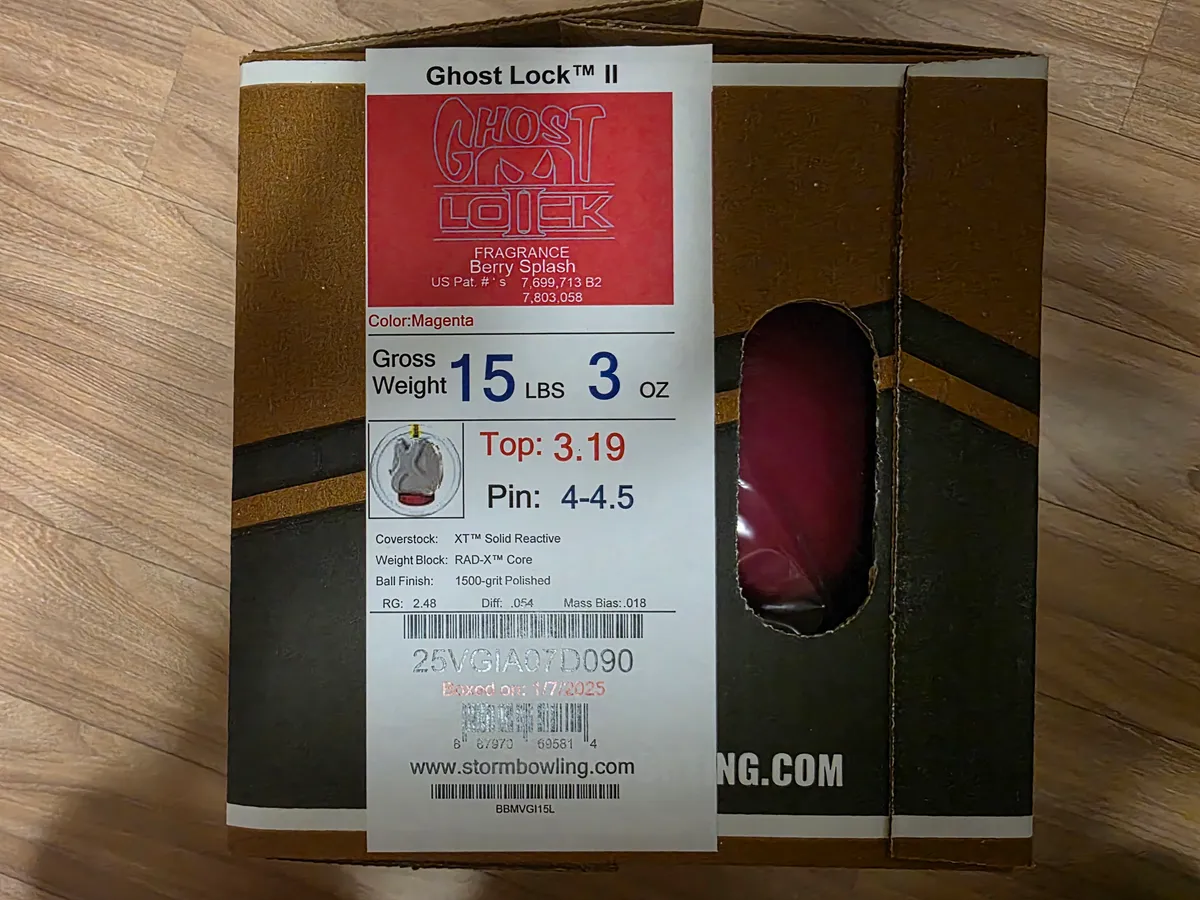 Ghost Lock™ II
GHOST
LOIICK
FRAGRANCE
Berry Splash
US Pat. #'s 7,699,713 B2
7,803,058
Color:Magenta
Gross Weight 15 LBS 3 OZ
Top: 3.19
Pin: 4-4.5
Coverstock: XT™ Solid Reactive
Weight Block: RAD-X™ Core
Ball Finish: 1500-grit Polished
RG: 2.48 Diff: .054 Mass Bias:.018
25VGIA07D090
Boxed on: 1/7/2025
6 87973 69581 4
www.stormbowling.com
NG.COM
BBMVGI15L